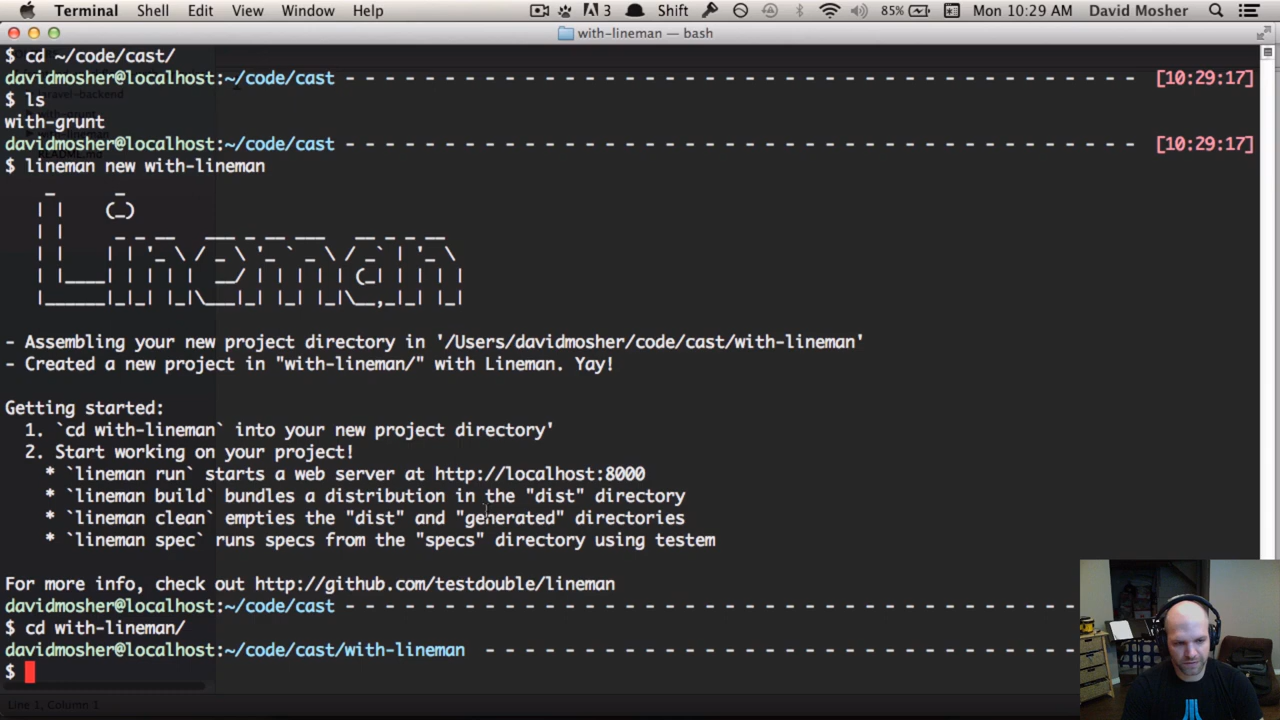 Terminal Shell Edit View Window Help 3 Shift 85% Mon 10:29 AM David Mosher
with-lineman — bash
$ cd ~/code/cast/
davidmosher@localhost:~/code/cast - - - - - - - - - - - - - - - - - - - - - - - - - - - - - - - - - - - - - - - - [10:29:17]
$ ls
with-grunt
davidmosher@localhost:~/code/cast - - - - - - - - - - - - - - - - - - - - - - - - - - - - - - - - - - - - - - - - [10:29:17]
$ lineman new with-lineman
Lineman
- Assembling your new project directory in '/Users/davidmosher/code/cast/with-lineman'
- Created a new project in "with-lineman/" with Lineman. Yay!
Getting started:
1. `cd with-lineman` into your new project directory'
2. Start working on your project!
* `lineman run` starts a web server at http://localhost:8000
* `lineman build` bundles a distribution in the "dist" directory
* `lineman clean` empties the "dist" and "generated" directories
* `lineman spec` runs specs from the "specs" directory using testem
For more info, check out http://github.com/testdouble/lineman
davidmosher@localhost:~/code/cast - - - - - - - - - - - - - - - - - - - - - - - - - - - - - - - - - - - - -
$ cd with-lineman/
davidmosher@localhost:~/code/cast/with-lineman - - - - - - - - - - - - - - - - - - - - - - - - - - - - - -
$
Line 1, Column 1